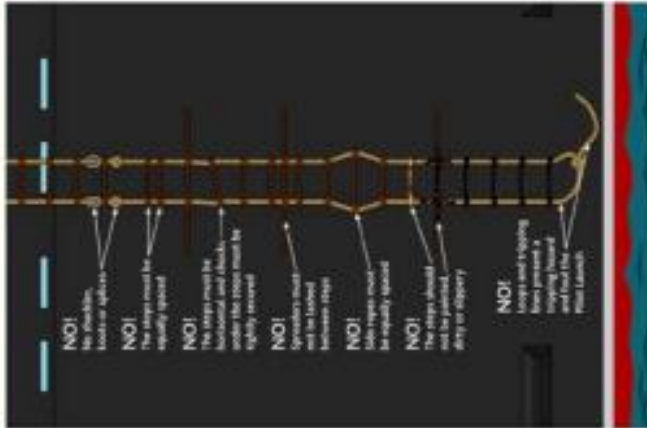 NO!
No shackles,
knots or splices
NO!
The steps must be
equally spaced
NO!
The steps must be
horizontal and chocks
under the steps must be
tightly secured
NO!
Spreaders must
not be lashed
between steps
NO!
Side ropes must
be equally spaced
NO!
The steps should
not be painted,
dirty or slippery
NO!
Loops and tripping
lines present a
tripping hazard
and foul the
Pilot Launch